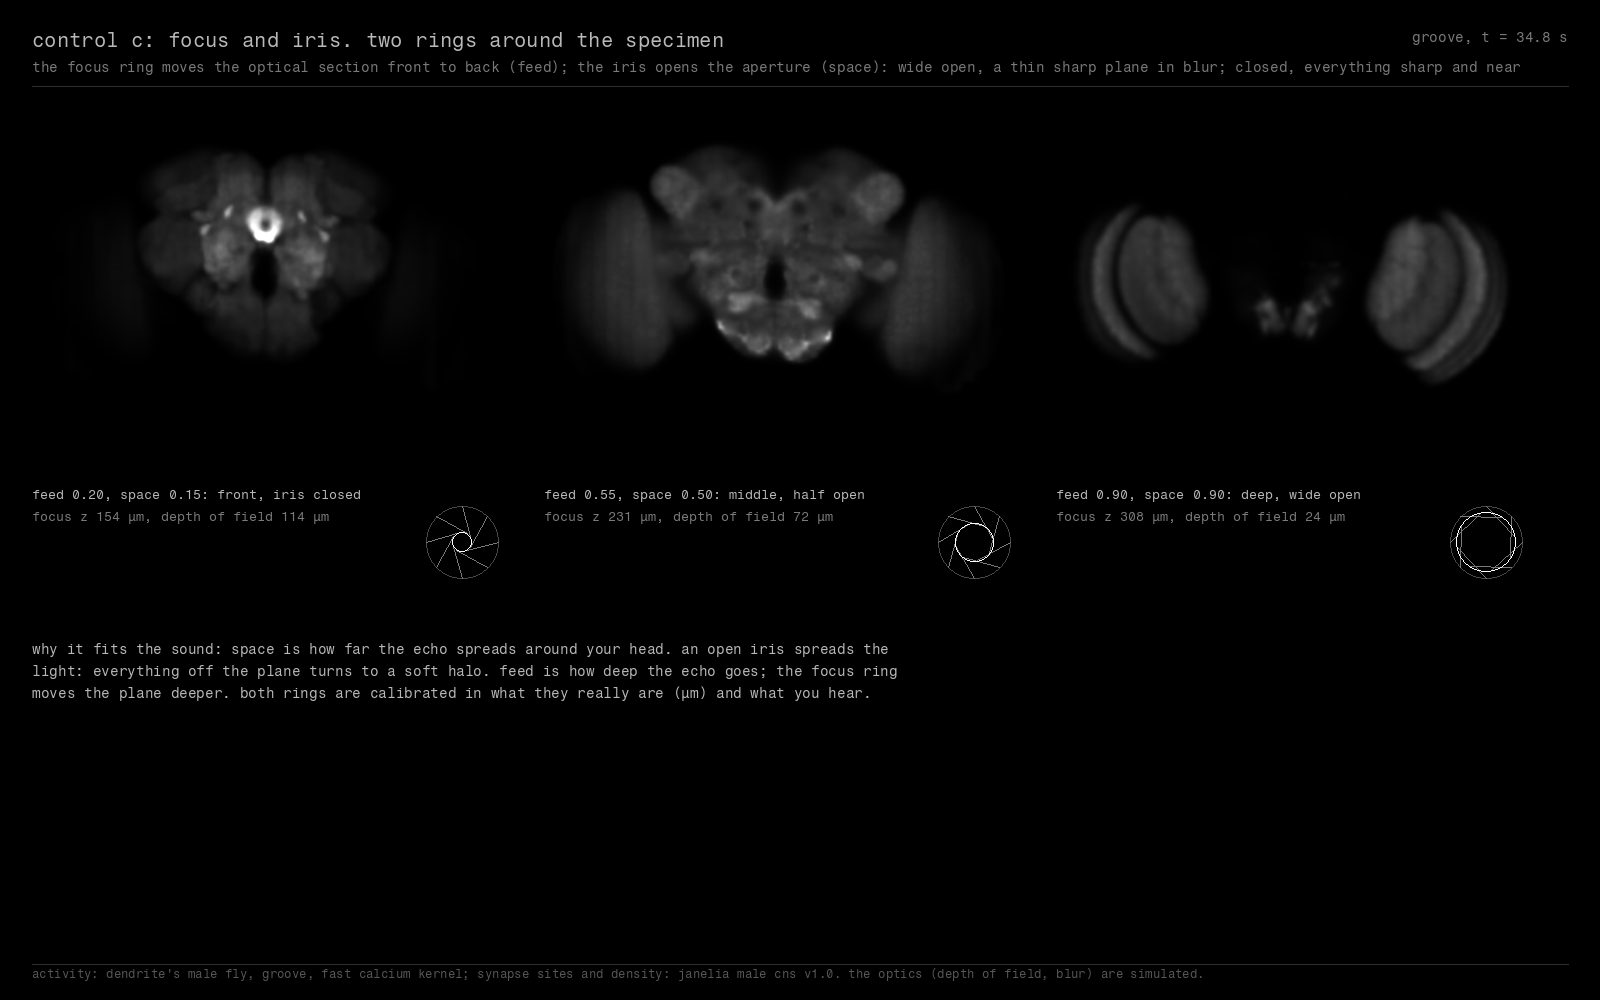 control c: focus and iris. two rings around the specimen
groove, t = 34.8 s
the focus ring moves the optical section front to back (feed); the iris opens the aperture (space): wide open, a thin sharp plane in blur; closed, everything sharp and near
feed 0.20, space 0.15: front, iris closed
focus z 154 µm, depth of field 114 µm
feed 0.55, space 0.50: middle, half open
focus z 231 µm, depth of field 72 µm
feed 0.90, space 0.90: deep, wide open
focus z 308 µm, depth of field 24 µm
why it fits the sound: space is how far the echo spreads around your head. an open iris spreads the
light: everything off the plane turns to a soft halo. feed is how deep the echo goes; the focus ring
moves the plane deeper. both rings are calibrated in what they really are (µm) and what you hear.
activity: dendrite's male fly, groove, fast calcium kernel; synapse sites and density: janelia male cns v1.0. the optics (depth of field, blur) are simulated.